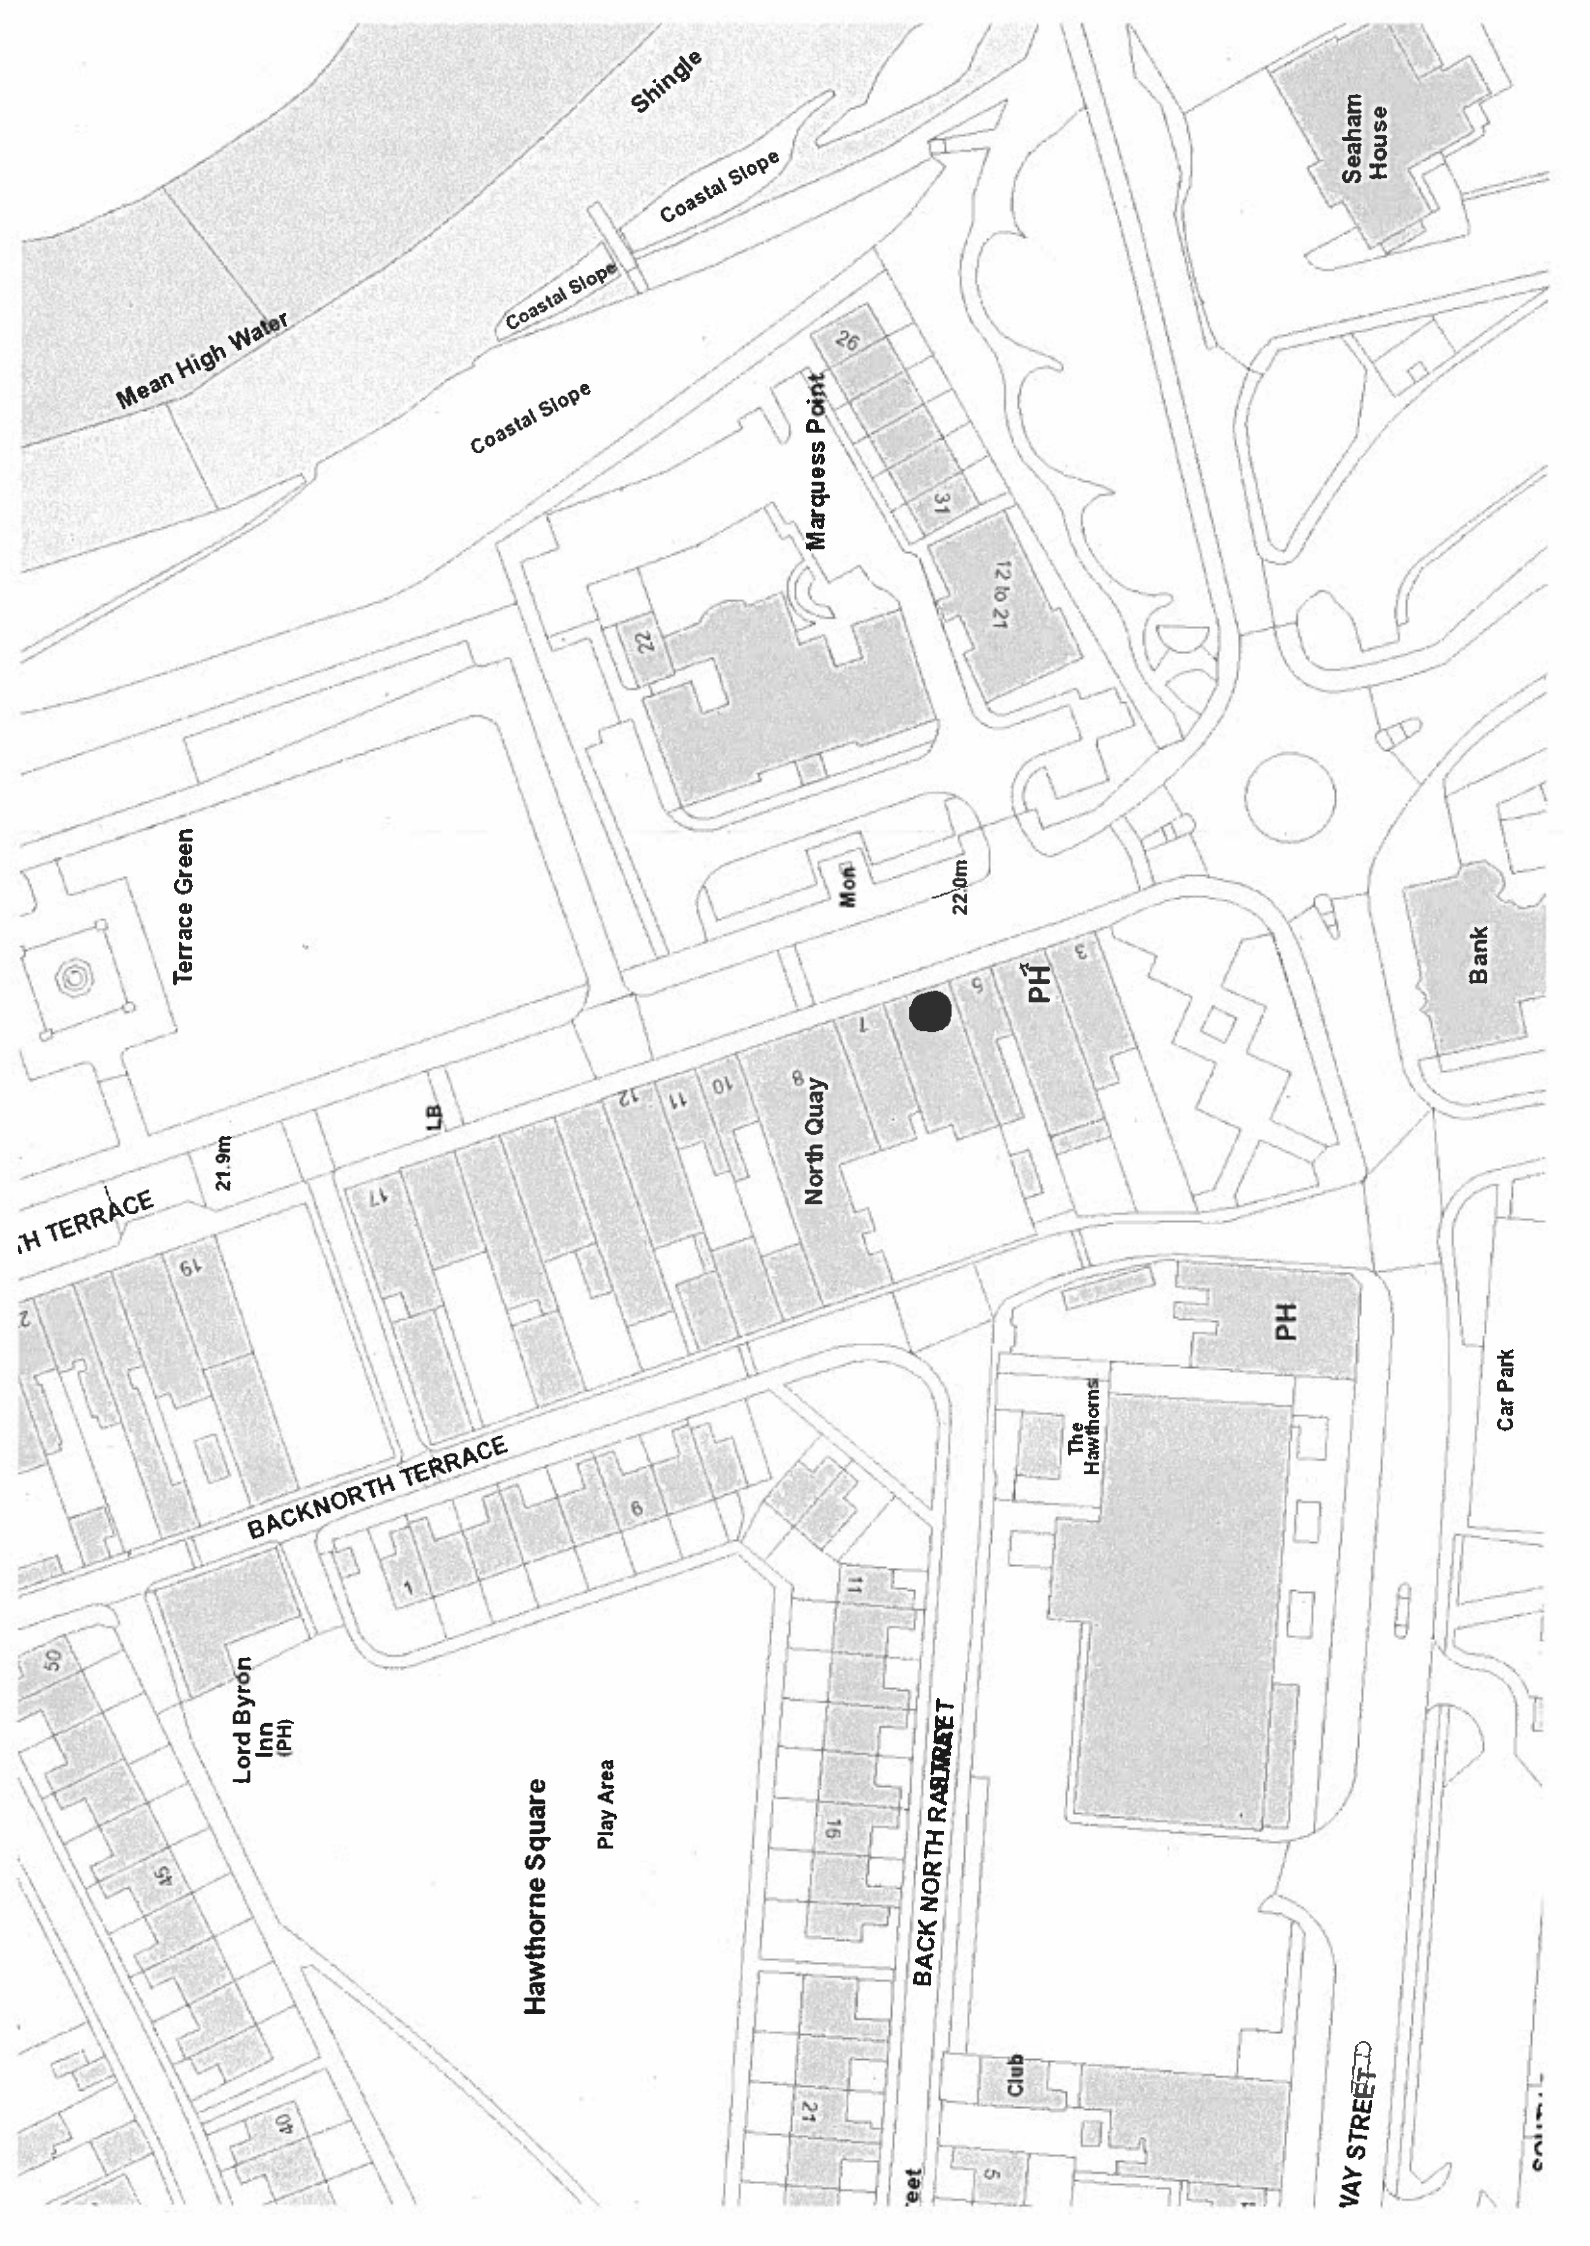 Shingle
Coastal Slope
Coastal Slope
Coastal Slope
Mean High Water
Seaham
House
26
31
Marquess Point
12 to 21
22
Terrace Green
Mon
22.0m
Bank
3
PH
5
7
8
North Quay
10
11
12
LB
21.9m
17
TH TERRACE
19
PH
The
Hawthorns
Car Park
BACKNORTH TERRACE
6
1
11
50
Lord Byron
Inn
(PH)
Hawthorne Square
Play Area
16
45
BACK NORTH RAILWAY
STREET
21
40
Club
5
eet
WAY STREET